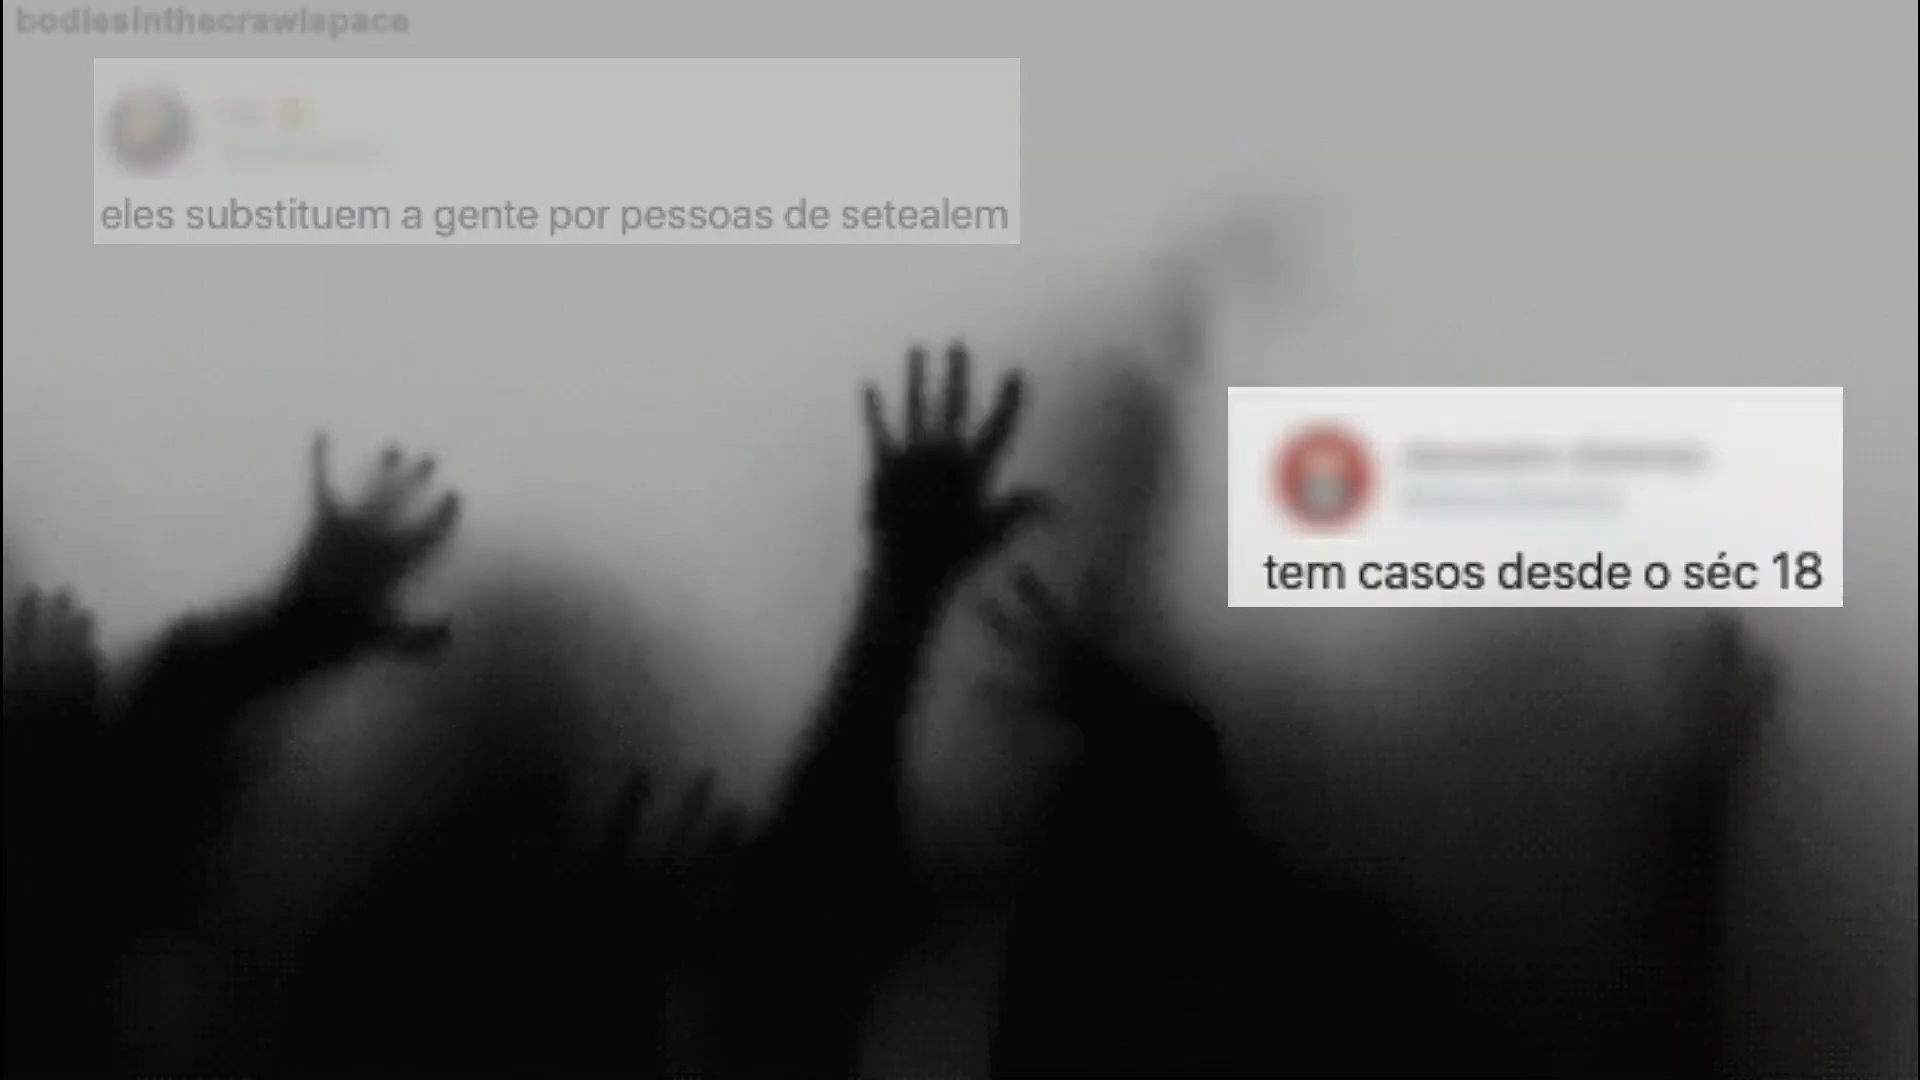 bodiesinthecrawlspace
eles substituem a gente por pessoas de setealem
tem casos desde o séc 18